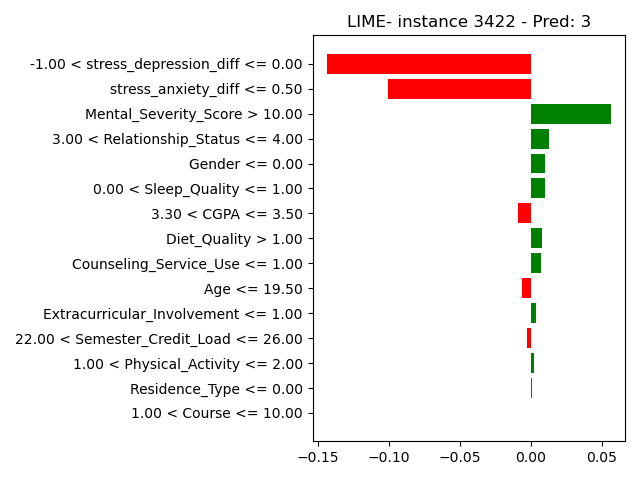 LIME- instance 3422 - Pred: 3
-1.00 < stress_depression_diff <= 0.00
stress_anxiety_diff <= 0.50
Mental_Severity_Score > 10.00
3.00 < Relationship_Status <= 4.00
Gender <= 0.00
0.00 < Sleep_Quality <= 1.00
3.30 < CGPA <= 3.50
Diet_Quality > 1.00
Counseling_Service_Use <= 1.00
Age <= 19.50
Extracurricular_Involvement <= 1.00
22.00 < Semester_Credit_Load <= 26.00
1.00 < Physical_Activity <= 2.00
Residence_Type <= 0.00
1.00 < Course <= 10.00
−0.15 −0.10 −0.05 0.00 0.05